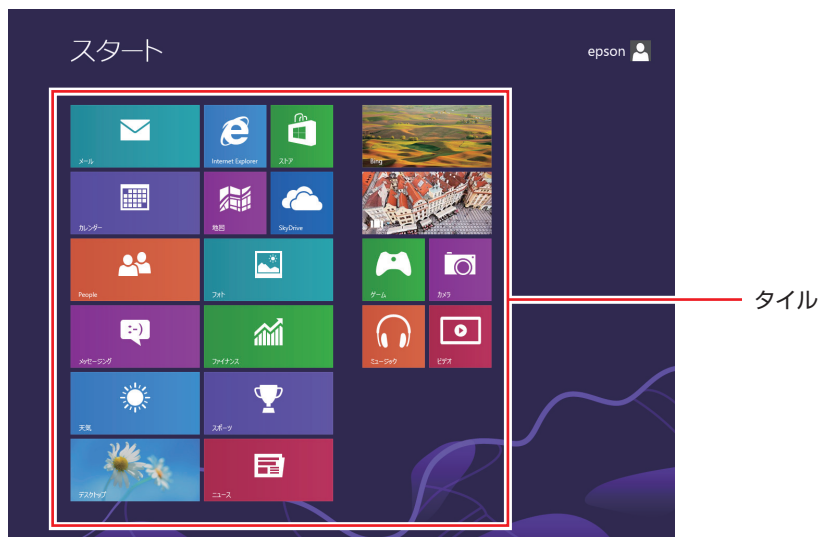 スタート
epson
メール
Internet Explorer
ストア
Bing
カレンダー
地図
SkyDrive
People
フォト
ゲーム
カメラ
メッセージング
ファイナンス
ミュージック
ビデオ
天気
スポーツ
デスクトップ
ニュース
タイル